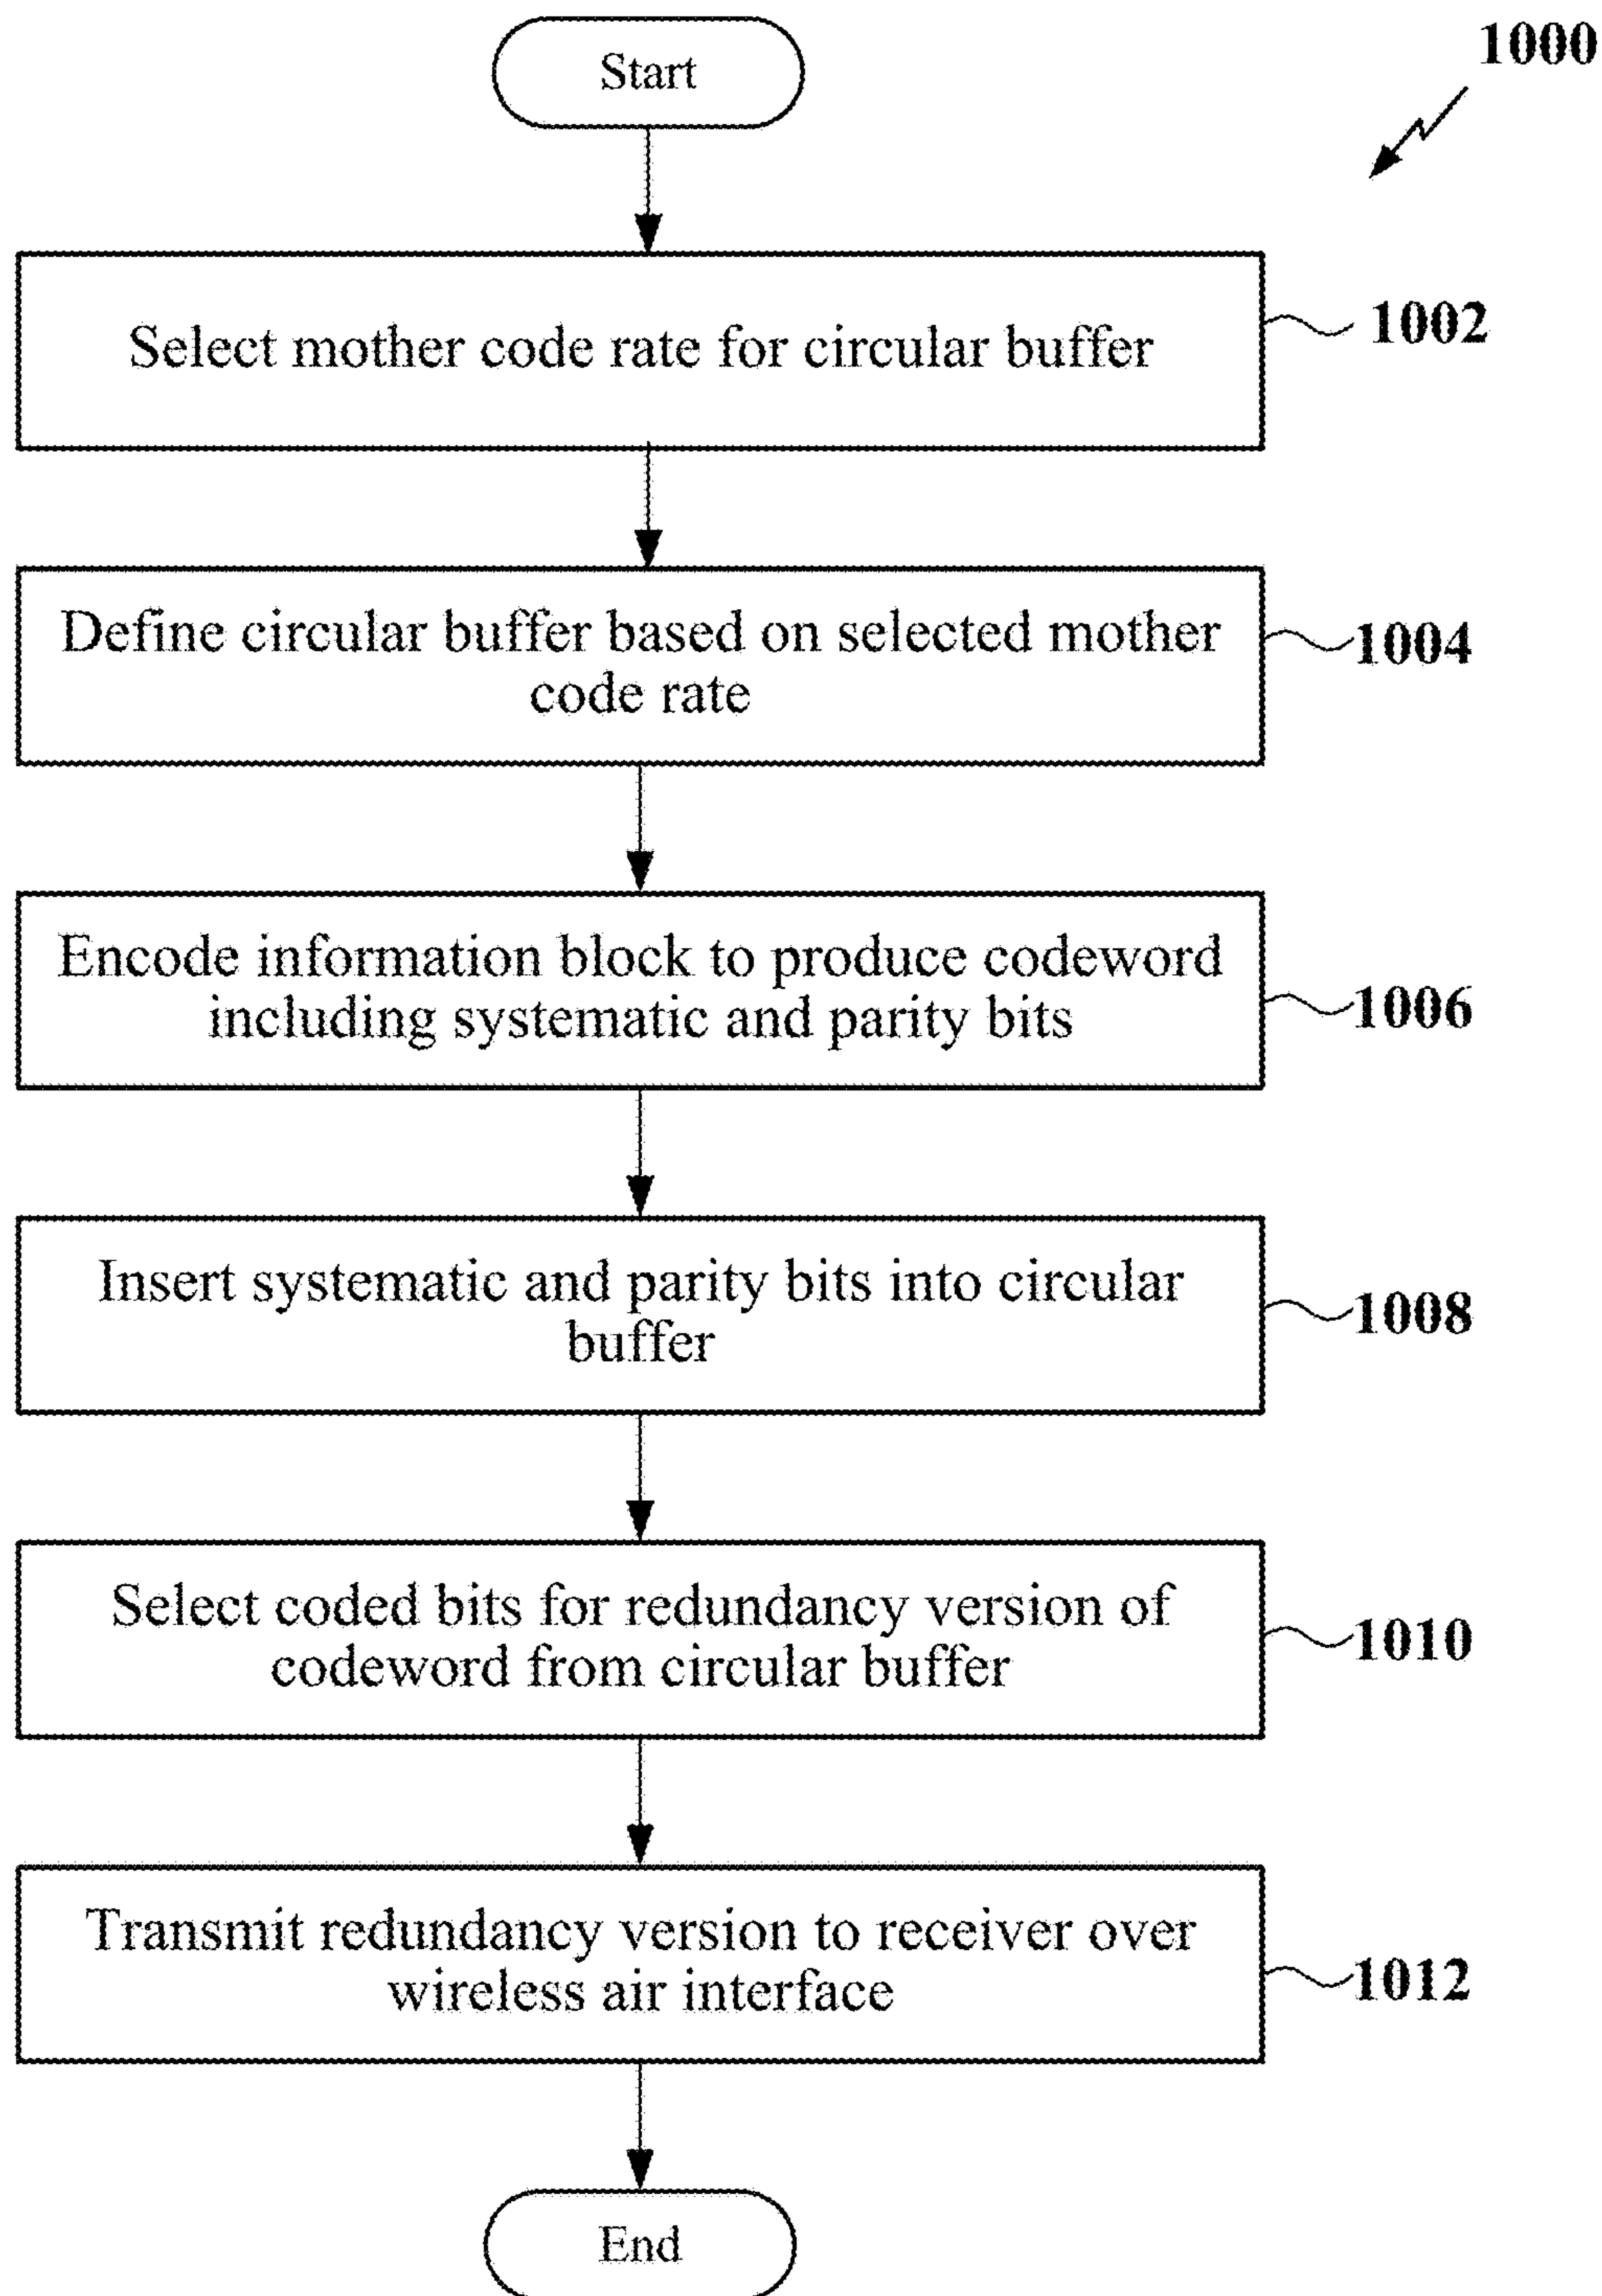 1000
Start
Select mother code rate for circular buffer
1002
Define circular buffer based on selected mother
code rate
1004
Encode information block to produce codeword
including systematic and parity bits
1006
Insert systematic and parity bits into circular
buffer
1008
Select coded bits for redundancy version of
codeword from circular buffer
1010
Transmit redundancy version to receiver over
wireless air interface
1012
End